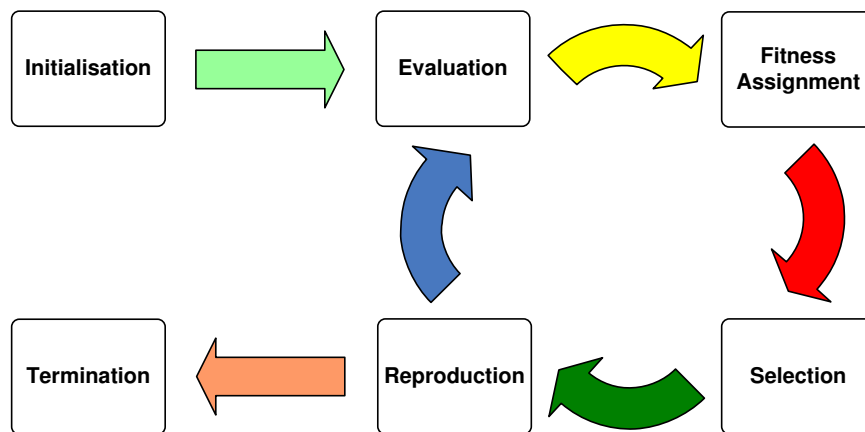 Initialisation
Evaluation
Fitness
Assignment
Termination
Reproduction
Selection